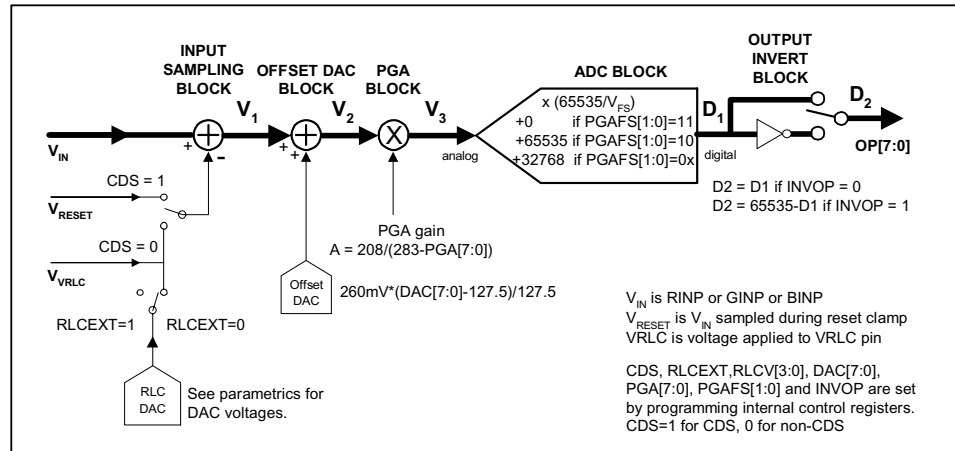 INPUT
SAMPLING
BLOCK
OFFSET DAC
BLOCK
PGA
BLOCK
ADC BLOCK
OUTPUT
INVERT
BLOCK
V1
V2
V3
D1
D2
x (65535/VFS)
+0 if PGAFS[1:0]=11
+65535 if PGAFS[1:0]=10
+32768 if PGAFS[1:0]=0x
VIN
+
-
+
+
X
analog
digital
OP[7:0]
CDS = 1
VRESET
CDS = 0
VVRLC
RLCEXT=1
RLCEXT=0
RLC
DAC
See parametrics for
DAC voltages.
Offset
DAC
260mV*(DAC[7:0]-127.5)/127.5
PGA gain
A = 208/(283-PGA[7:0])
D2 = D1 if INVOP = 0
D2 = 65535-D1 if INVOP = 1
VIN is RINP or GINP or BINP
VRESET is VIN sampled during reset clamp
VRLC is voltage applied to VRLC pin
CDS, RLCEXT,RLCV[3:0], DAC[7:0],
PGA[7:0], PGAFS[1:0] and INVOP are set
by programming internal control registers.
CDS=1 for CDS, 0 for non-CDS